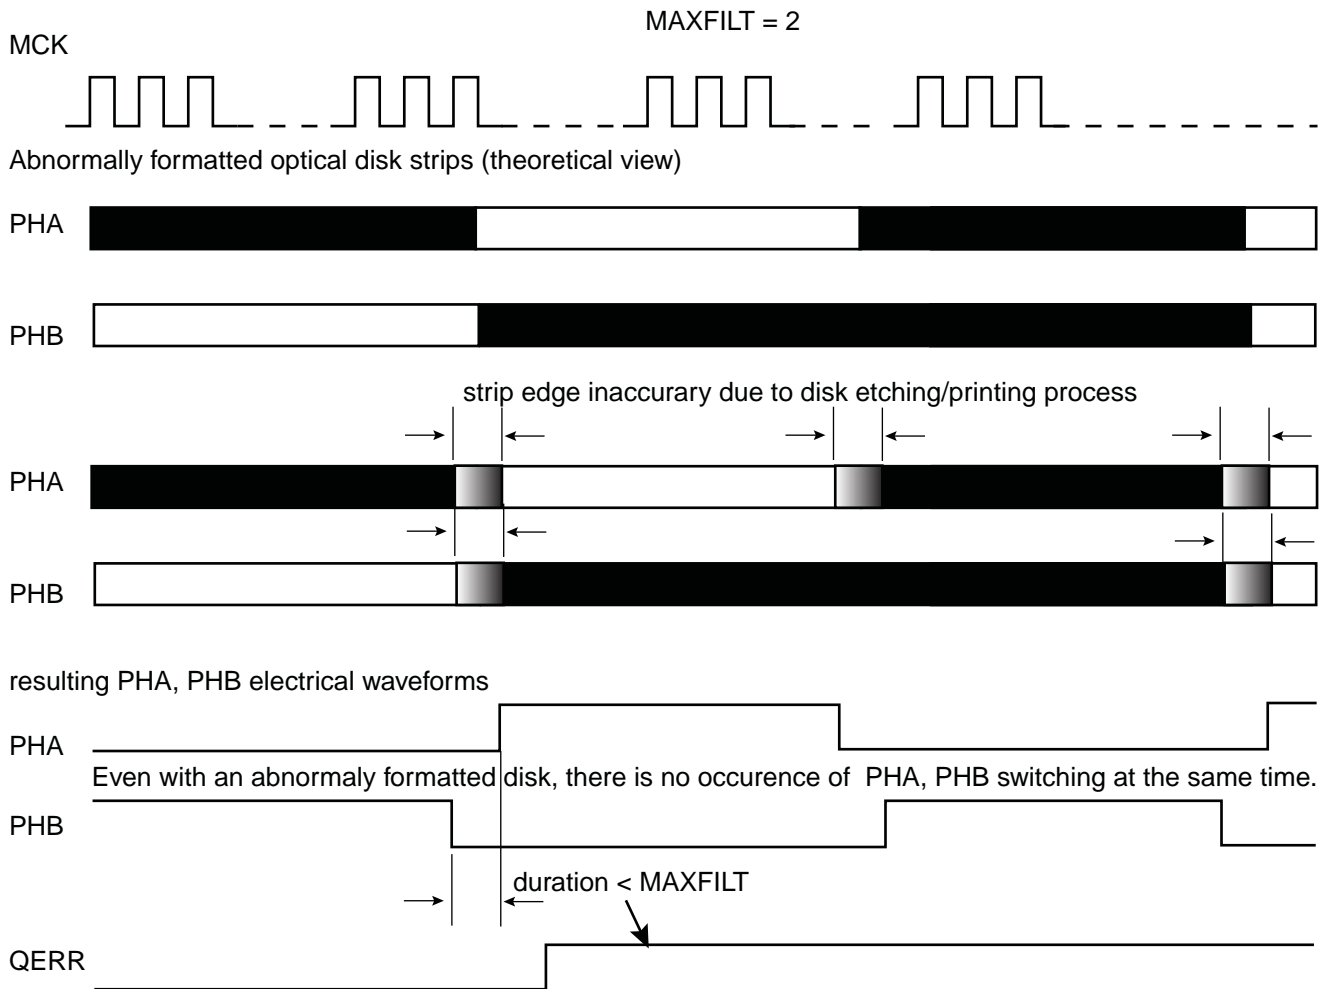 MAXFILT = 2
MCK
Abnormally formatted optical disk strips (theoretical view)
PHA
PHB
strip edge inaccurary due to disk etching/printing process
PHA
PHB
resulting PHA, PHB electrical waveforms
PHA
Even with an abnormaly formatted disk, there is no occurence of PHA, PHB switching at the same time.
PHB
duration < MAXFILT
QERR